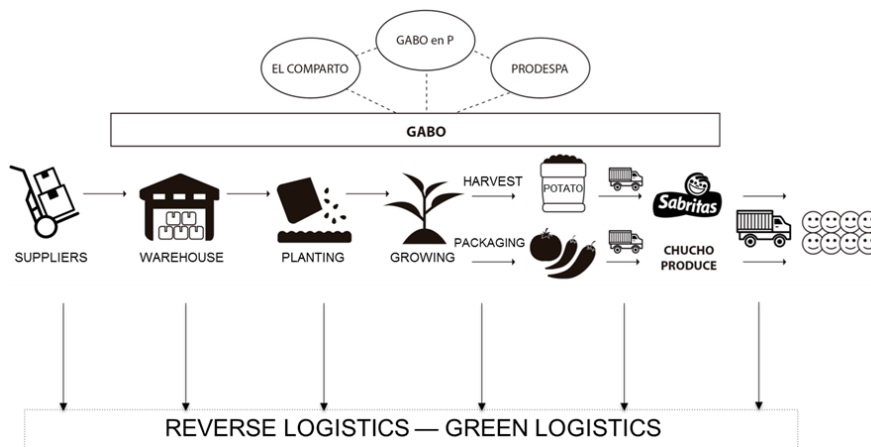 GABO en P
EL COMPARTO
PRODESPA
GABO
HARVEST
POTATO
Sabritas
PACKAGING
SUPPLIERS
WAREHOUSE
PLANTING
GROWING
CHUCHO
PRODUCE
REVERSE LOGISTICS — GREEN LOGISTICS